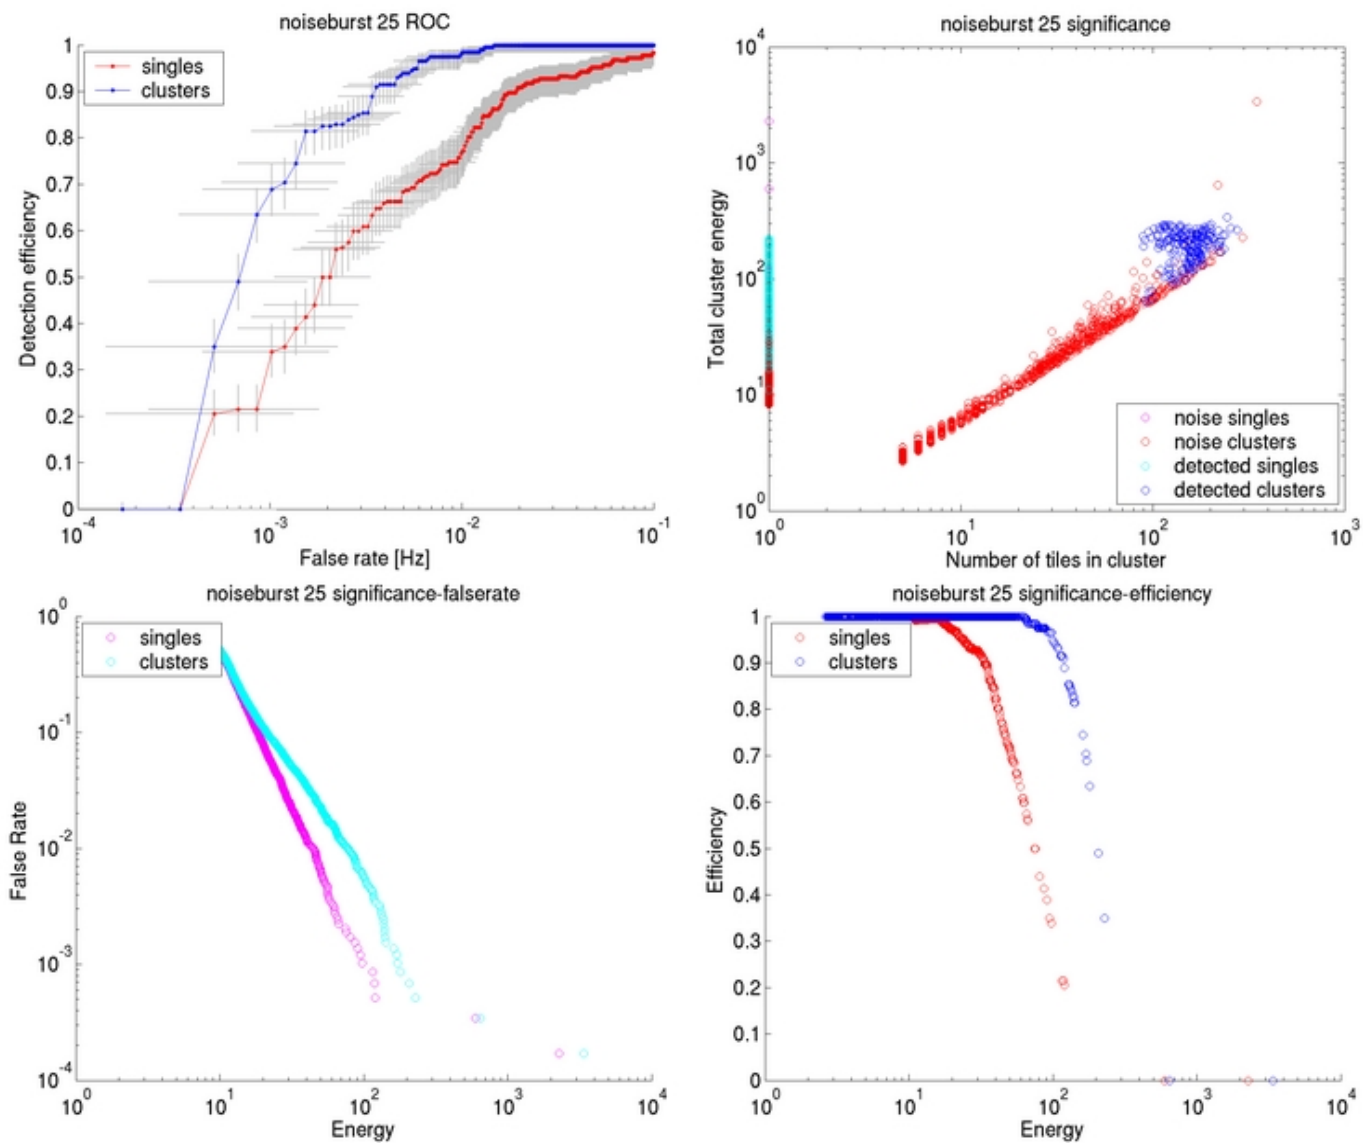 noiseburst 25 ROC
1
0.9
0.8
0.7
0.6
0.5
0.4
0.3
0.2
0.1
0
Detection efficiency
singles
clusters
10^-4
10^-3
10^-2
10^-1
False rate [Hz]
noiseburst 25 significance
10^4
10^3
10^2
10^1
10^0
Total cluster energy
noise singles
noise clusters
detected singles
detected clusters
10^0
10^1
10^2
10^3
Number of tiles in cluster
noiseburst 25 significance-falserate
10^0
10^-1
10^-2
10^-3
10^-4
False Rate
singles
clusters
10^0
10^1
10^2
10^3
10^4
Energy
noiseburst 25 significance-efficiency
1
0.9
0.8
0.7
0.6
0.5
0.4
0.3
0.2
0.1
0
Efficiency
singles
clusters
10^0
10^1
10^2
10^3
10^4
Energy